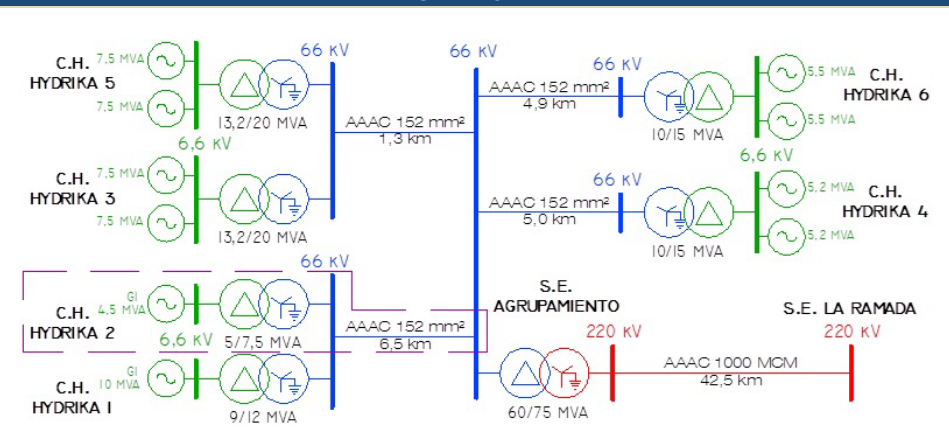 66 kV
66 kV
66 kV
C.H.
HYDRIKA 5
7.5 MVA
7.5 MVA
13,2/20 MVA
6,6 kV
AAAC 152 mm²
1,3 km
C.H.
HYDRIKA 3
7.5 MVA
7.5 MVA
13,2/20 MVA
AAAC 152 mm²
4,9 km
10/15 MVA
5,5 MVA
5,5 MVA
C.H.
HYDRIKA 6
6,6 kV
66 kV
AAAC 152 mm²
5,0 km
10/15 MVA
5,2 MVA
5,2 MVA
C.H.
HYDRIKA 4
66 kV
C.H.
HYDRIKA 2
GI
4,5 MVA
5/7,5 MVA
6,6 kV
AAAC 152 mm²
6,5 km
C.H.
HYDRIKA 1
GI
10 MVA
9/12 MVA
S.E.
AGRUPAMIENTO
220 kV
60/75 MVA
AAAC 1000 MCM
42,5 km
S.E. LA RAMADA
220 kV